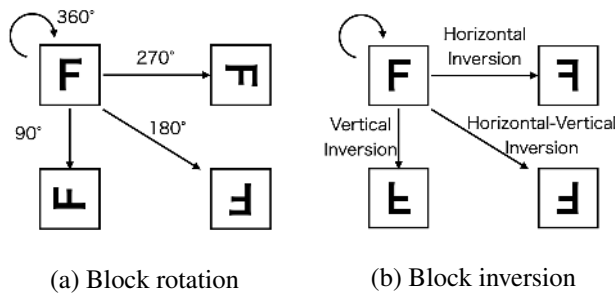 360°
F
270°
F
90°
180°
F
F
(a) Block rotation
F
Horizontal
Inversion
F
Vertical
Inversion
Horizontal-Vertical
Inversion
F
F
(b) Block inversion